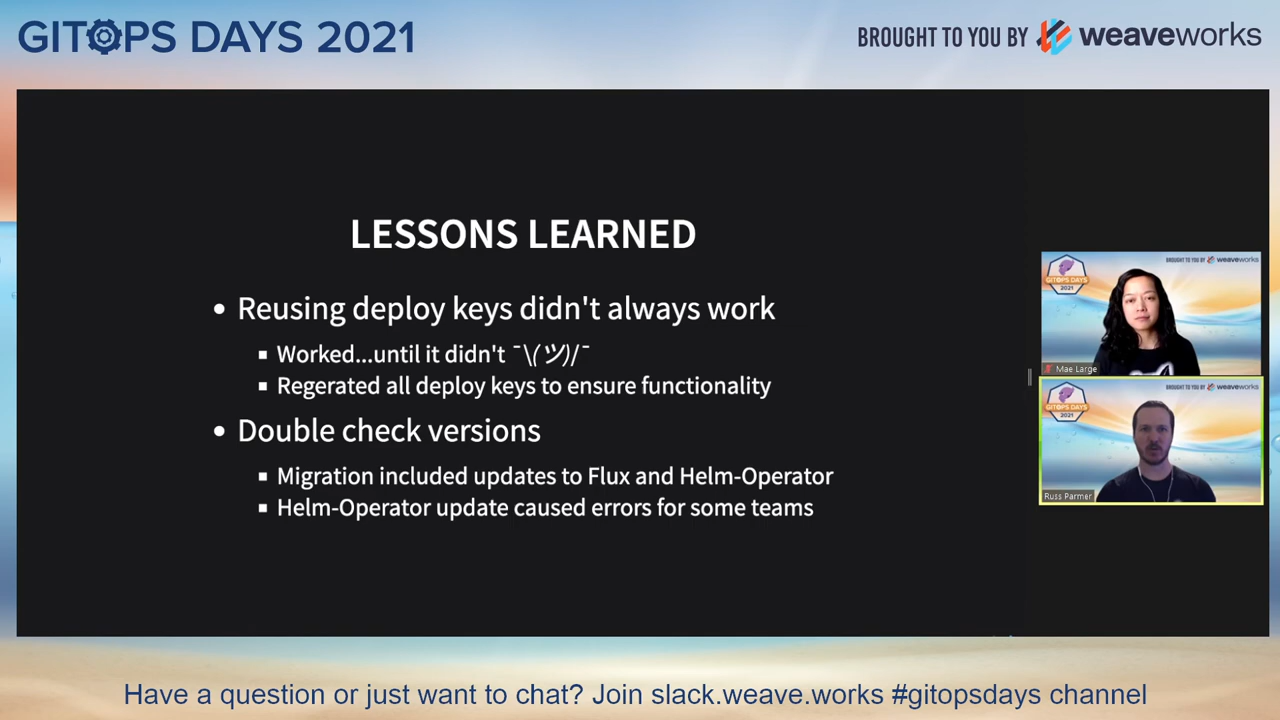 GITOPS DAYS 2021
BROUGHT TO YOU BY weaveworks
LESSONS LEARNED
• Reusing deploy keys didn't always work
▪ Worked...until it didn't ¯\(ツ)/¯
▪ Regerated all deploy keys to ensure functionality
• Double check versions
▪ Migration included updates to Flux and Helm-Operator
▪ Helm-Operator update caused errors for some teams
BROUGHT TO YOU BY weaveworks
GITOPS DAYS
2021
Mae Large
BROUGHT TO YOU BY weaveworks
GITOPS DAYS
2021
Russ Parmer
Have a question or just want to chat? Join slack.weave.works #gitopsdays channel